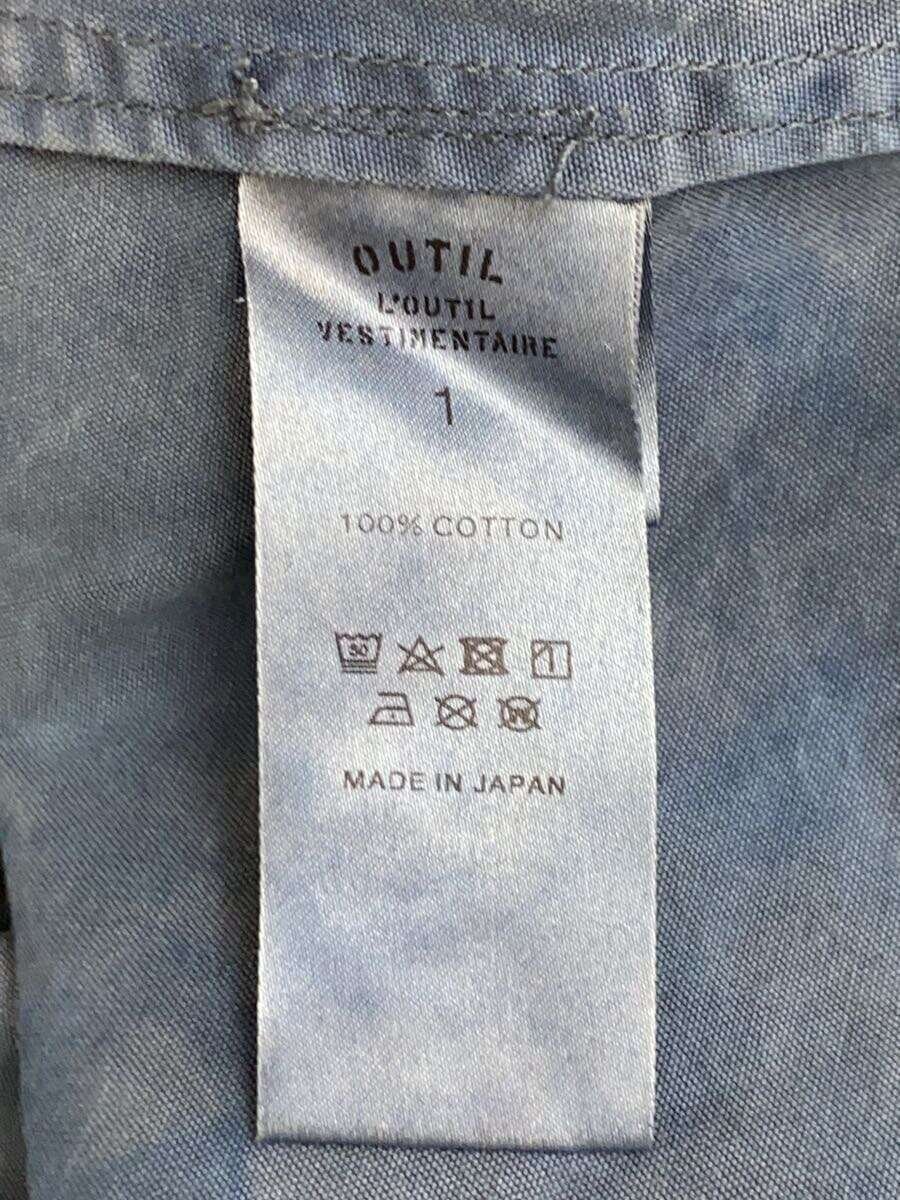 OUTIL
L'OUTIL
VESTIMENTAIRE
1
100% COTTON
MADE IN JAPAN